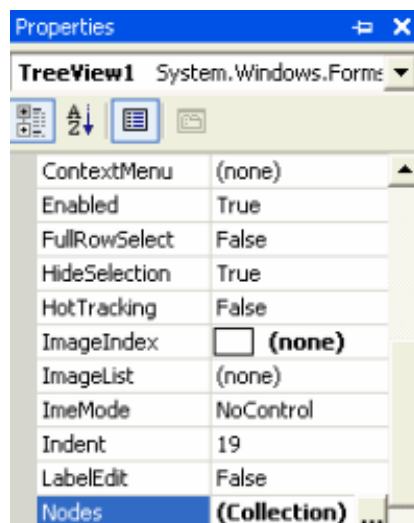 Properties
TreeView1 System.Windows.Forms
ContextMenu (none)
Enabled True
FullRowSelect False
HideSelection True
HotTracking False
ImageIndex (none)
ImageList (none)
ImeMode NoControl
Indent 19
LabelEdit False
Nodes (Collection) ...